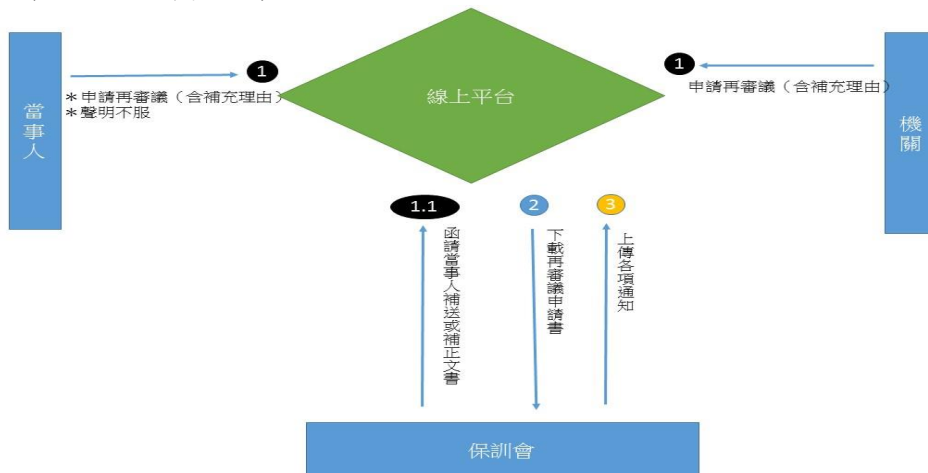 當事人
1
＊申請再審議（含補充理由）
＊聲明不服
線上平台
1
申請再審議（含補充理由）
機關
1.1
函請當事人補送或補正文書
2
下載再審議申請書
3
上傳各項通知
保訓會